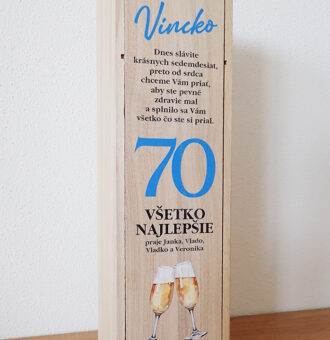 Vincko
Dnes slávite
krásnych sedemdesiat,
preto od srdca
chceme Vám priať,
aby ste pevné
zdravie mal
a splnilo sa Vám
všetko čo ste si prial.
70
VŠETKO
NAJLEPŠIE
praje Janka, Vlado,
Vladko a Veronika